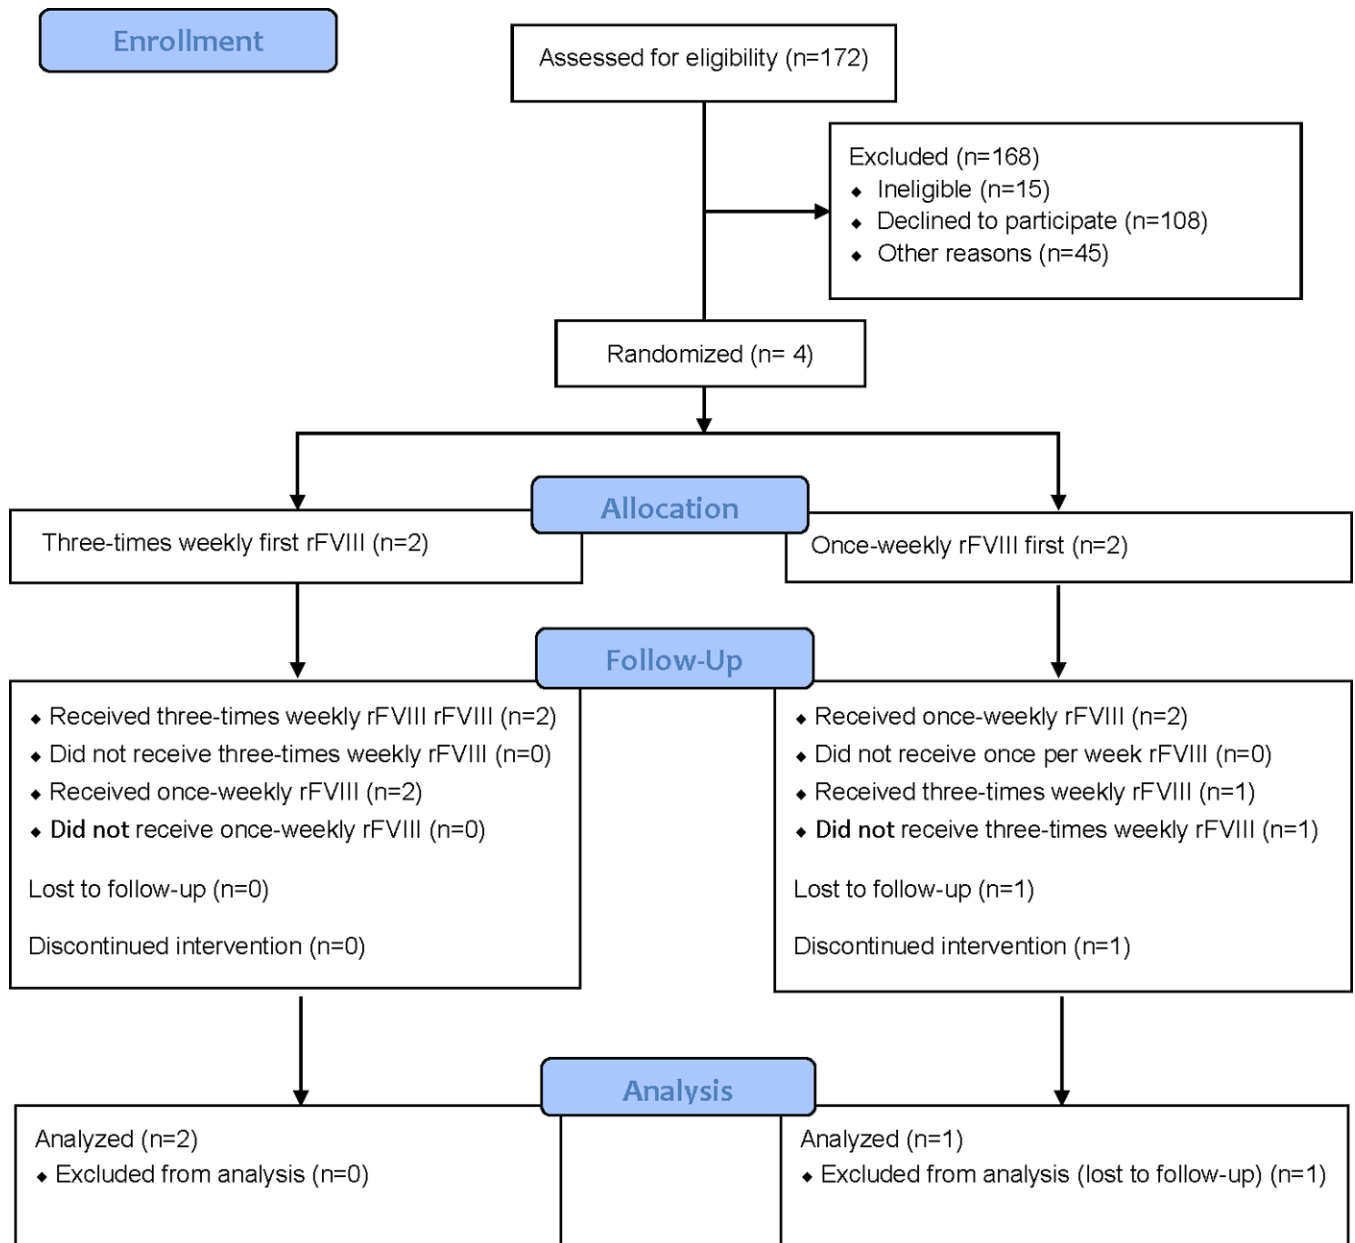 Enrollment
Assessed for eligibility (n=172)
Excluded (n=168)
⬥ Ineligible (n=15)
⬥ Declined to participate (n=108)
⬥ Other reasons (n=45)
Randomized (n= 4)
Allocation
Three-times weekly first rFVIII (n=2)
Once-weekly rFVIII first (n=2)
Follow-Up
⬥ Received three-times weekly rFVIII rFVIII (n=2)
⬥ Did not receive three-times weekly rFVIII (n=0)
⬥ Received once-weekly rFVIII (n=2)
⬥ Did not receive once-weekly rFVIII (n=0)
Lost to follow-up (n=0)
Discontinued intervention (n=0)
⬥ Received once-weekly rFVIII (n=2)
⬥ Did not receive once per week rFVIII (n=0)
⬥ Received three-times weekly rFVIII (n=1)
⬥ Did not receive three-times weekly rFVIII (n=1)
Lost to follow-up (n=1)
Discontinued intervention (n=1)
Analysis
Analyzed (n=2)
⬥ Excluded from analysis (n=0)
Analyzed (n=1)
⬥ Excluded from analysis (lost to follow-up) (n=1)